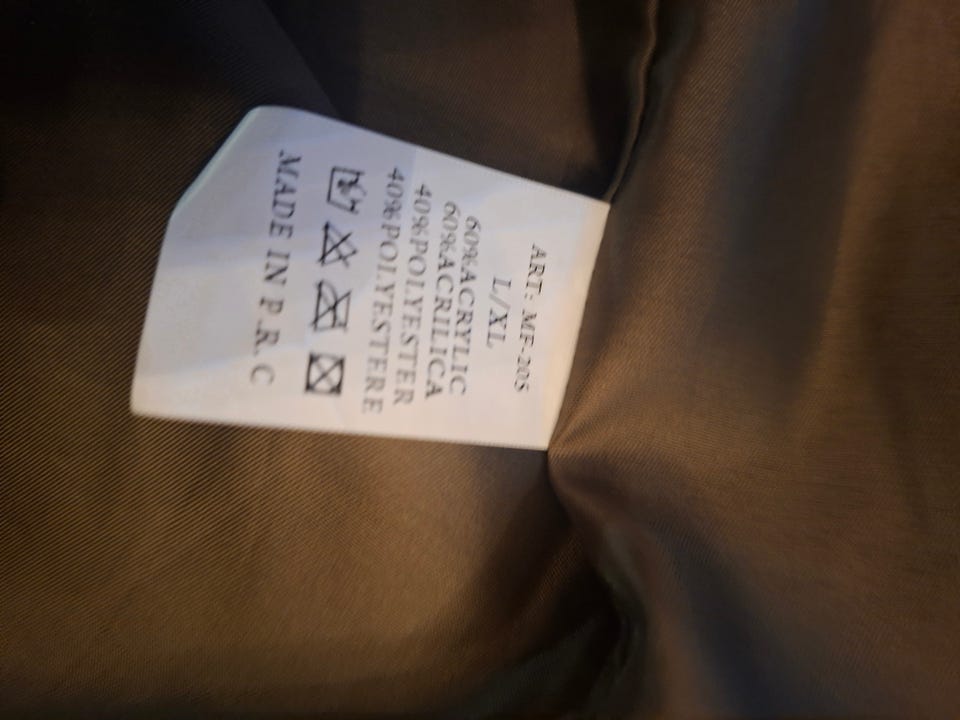 ART: MF-205
L/XL
60%ACRYLIC
60%ACRILICA
40%POLYESTER
40%POLYESTERE
MADE IN P.R.C